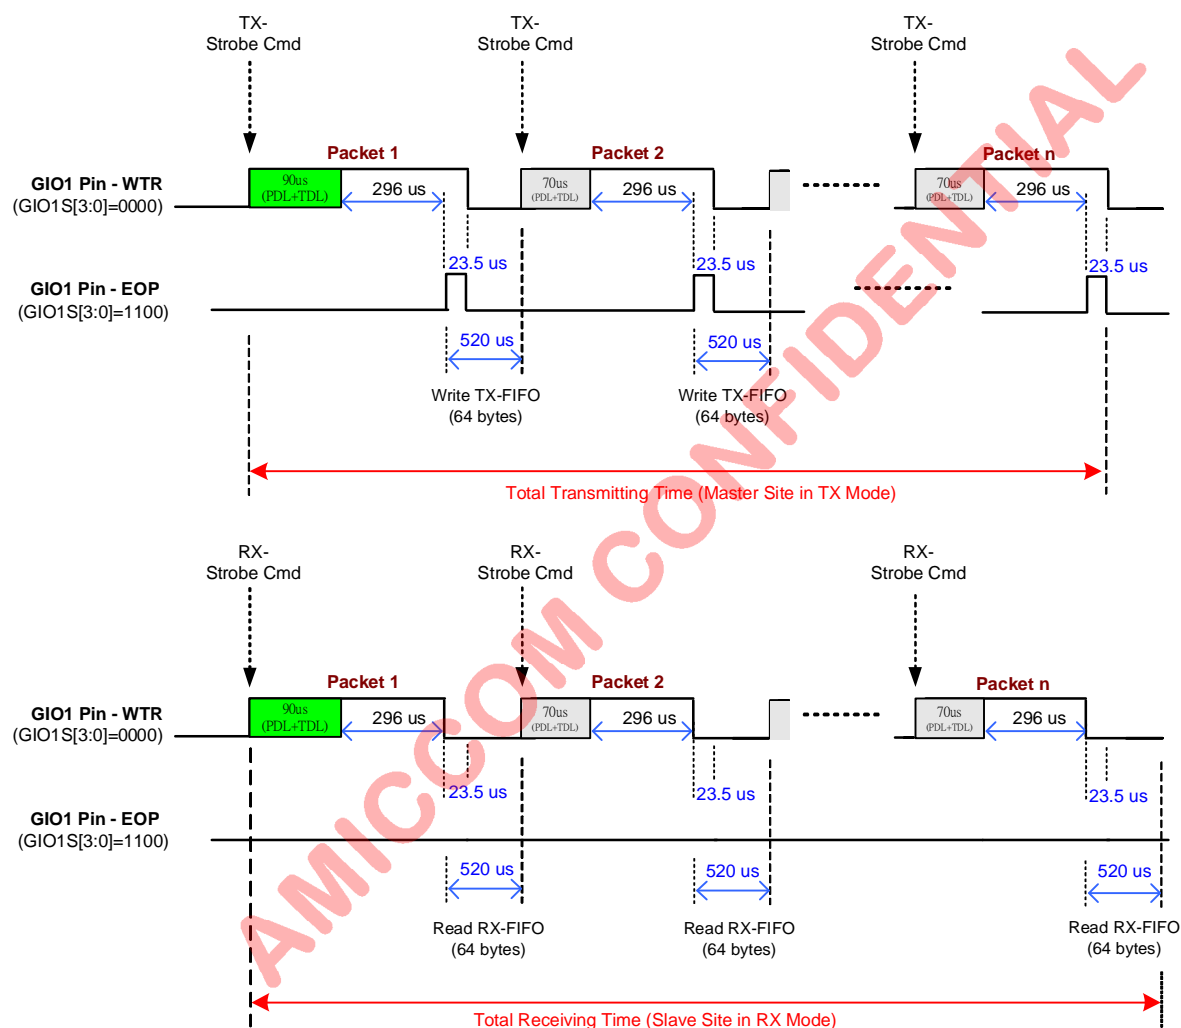 TX-
Strobe Cmd
TX-
Strobe Cmd
TX-
Strobe Cmd
Packet 1
Packet 2
Packet n
GIO1 Pin - WTR
(GIO1S[3:0]=0000)
90us
(PDL+TDL)
296 us
70us
(PDL+TDL)
296 us
70us
(PDL+TDL)
296 us
23.5 us
23.5 us
23.5 us
GIO1 Pin - EOP
(GIO1S[3:0]=1100)
520 us
520 us
Write TX-FIFO
(64 bytes)
Write TX-FIFO
(64 bytes)
Total Transmitting Time (Master Site in TX Mode)
RX-
Strobe Cmd
RX-
Strobe Cmd
RX-
Strobe Cmd
Packet 1
Packet 2
Packet n
GIO1 Pin - WTR
(GIO1S[3:0]=0000)
90us
(PDL+TDL)
296 us
70us
(PDL+TDL)
296 us
70us
(PDL+TDL)
296 us
23.5 us
23.5 us
23.5 us
GIO1 Pin - EOP
(GIO1S[3:0]=1100)
520 us
520 us
520 us
Read RX-FIFO
(64 bytes)
Read RX-FIFO
(64 bytes)
Read RX-FIFO
(64 bytes)
Total Receiving Time (Slave Site in RX Mode)
AMICCOM CONFIDENTIAL